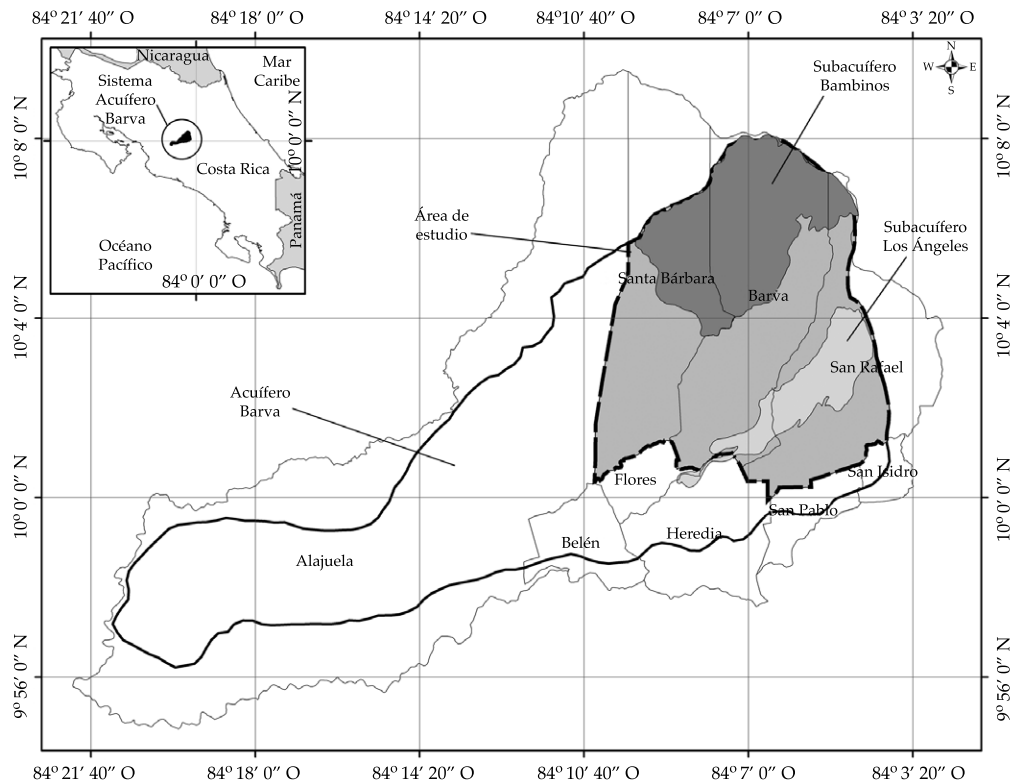 84º 21′ 40″ O
84º 18′ 0″ O
84º 14′ 20″ O
84º 10′ 40″ O
84º 7′ 0″ O
84º 3′ 20″ O
Nicaragua
Mar
Caribe
Sistema
Acuífero
Barva
10º 0′ 0″ N
Costa Rica
Panamá
Océano
Pacífico
84º 0′ 0″ O
N
W
E
S
Subacuífero
Bambinos
10º 8′ 0″ N
10º 8′ 0″ N
Área de
estudio
Subacuífero
Los Ángeles
Santa Bárbara
Barva
10º 4′ 0″ N
10º 4′ 0″ N
San Rafael
Acuífero
Barva
Flores
San Isidro
10º 0′ 0″ N
10º 0′ 0″ N
San Pablo
Heredia
Belén
Alajuela
9º 56′ 0″ N
9º 56′ 0″ N
84º 21′ 40″ O
84º 18′ 0″ O
84º 14′ 20″ O
84º 10′ 40″ O
84º 7′ 0″ O
84º 3′ 20″ O